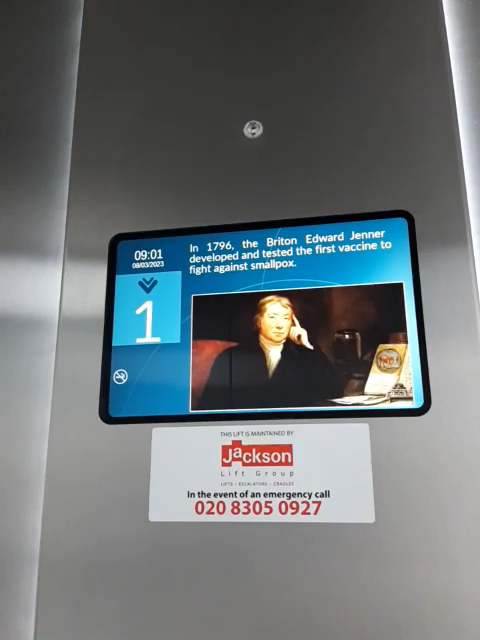 09:01
08/03/2023
1
In 1796, the Briton Edward Jenner
developed and tested the first vaccine to
fight against smallpox.
THIS LIFT IS MAINTAINED BY
Jackson
Lift Group
LIFTS • ESCALATORS • CRADLES
In the event of an emergency call
020 8305 0927